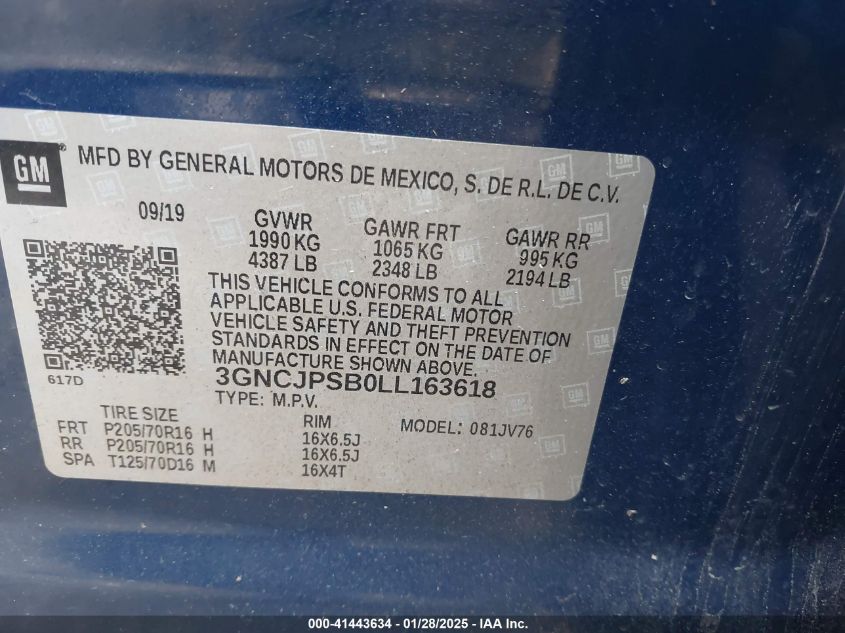 GM
MFD BY GENERAL MOTORS DE MEXICO, S. DE R.L. DE C.V.
09/19
GVWR GAWR FRT GAWR RR
1990 KG 1065 KG 995 KG
4387 LB 2348 LB 2194 LB
THIS VEHICLE CONFORMS TO ALL
APPLICABLE U.S. FEDERAL MOTOR
VEHICLE SAFETY AND THEFT PREVENTION
STANDARDS IN EFFECT ON THE DATE OF
MANUFACTURE SHOWN ABOVE.
617D
3GNCJPSB0LL163618
TYPE: M.P.V.
TIRE SIZE RIM MODEL: 081JV76
FRT P205/70R16 H 16X6.5J
RR P205/70R16 H 16X6.5J
SPA T125/70D16 M 16X4T
000-41443634 - 01/28/2025 - IAA Inc.